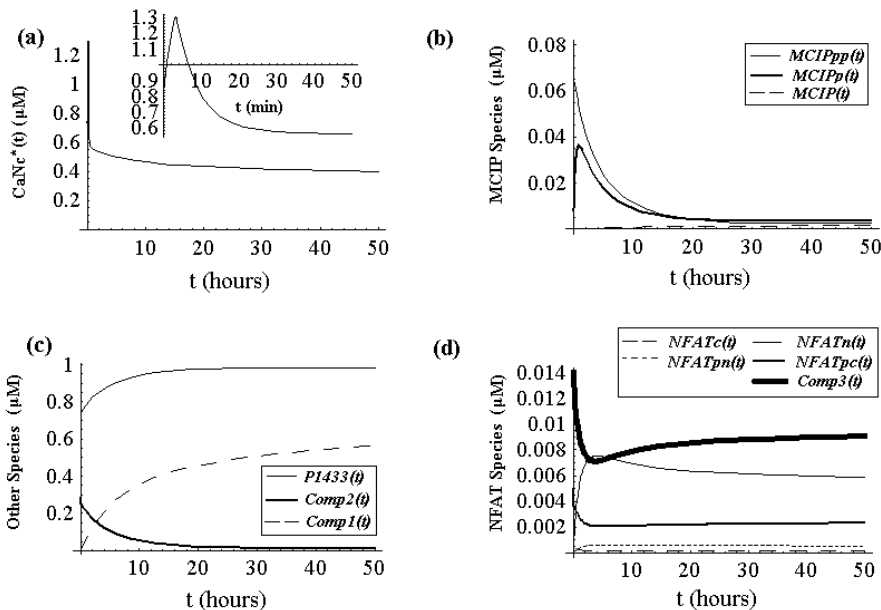 (a)
1.3
1.2
1.1
0.9
0.8
0.7
0.6
10 20 30 40 50
t (min)
1.2
1
0.8
0.6
0.4
0.2
CaNc*(t) (µM)
10 20 30 40 50
t (hours)
(b)
0.08
0.06
0.04
0.02
MCIP Species (µM)
MCIPpp(t)
MCIPp(t)
MCIP(t)
10 20 30 40 50
t (hours)
(c)
1
0.8
0.6
0.4
0.2
Other Species (µM)
P1433(t)
Comp2(t)
Comp1(t)
10 20 30 40 50
t (hours)
(d)
NFATc(t) NFATn(t)
NFATpn(t) NFATpc(t)
Comp3(t)
0.014
0.012
0.01
0.008
0.006
0.004
0.002
NFAT Species (µM)
10 20 30 40 50
t (hours)